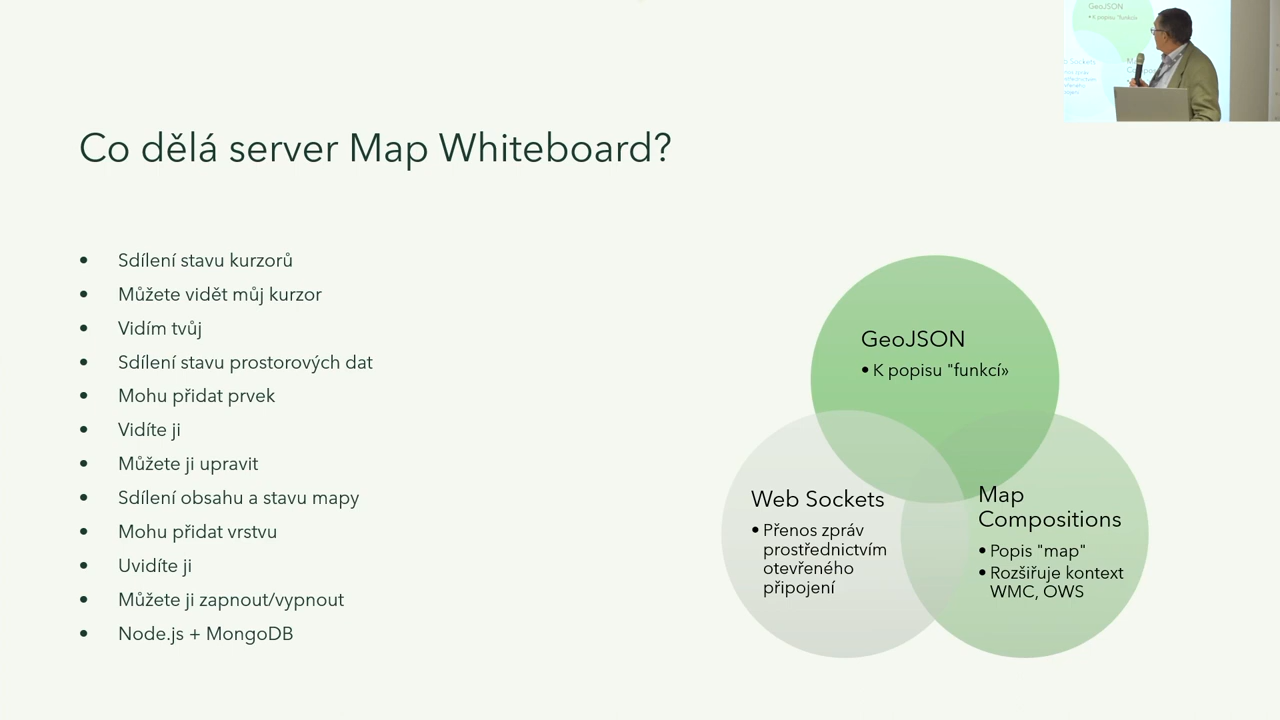 Co dělá server Map Whiteboard?
• Sdílení stavu kurzorů
• Můžete vidět můj kurzor
• Vidím tvůj
• Sdílení stavu prostorových dat
• Mohu přidat prvek
• Vidíte ji
• Můžete ji upravit
• Sdílení obsahu a stavu mapy
• Mohu přidat vrstvu
• Uvidíte ji
• Můžete ji zapnout/vypnout
• Node.js + MongoDB
GeoJSON
• K popisu "funkcí»
Web Sockets
• Přenos zpráv
prostřednictvím
otevřeného
připojení
Map
Compositions
• Popis "map"
• Rozšiřuje kontext
WMC, OWS
GeoJSON
• K popisu "funkcí